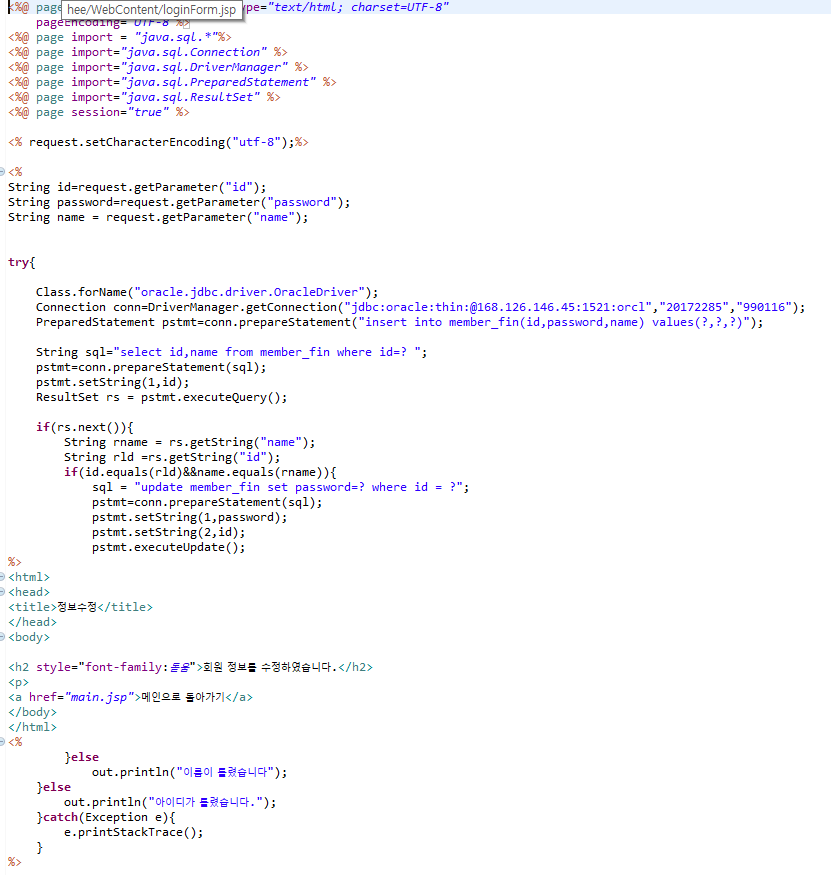 <%@ page
hee/WebContent/loginForm.jsp
ype="text/html; charset=UTF-8"
pageEncoding="UTF-8"%>
<%@ page import = "java.sql.*"%>
<%@ page import="java.sql.Connection" %>
<%@ page import="java.sql.DriverManager" %>
<%@ page import="java.sql.PreparedStatement" %>
<%@ page import="java.sql.ResultSet" %>
<%@ page session="true" %>
<% request.setCharacterEncoding("utf-8");%>
<%
String id=request.getParameter("id");
String password=request.getParameter("password");
String name = request.getParameter("name");
try{
Class.forName("oracle.jdbc.driver.OracleDriver");
Connection conn=DriverManager.getConnection("jdbc:oracle:thin:@168.126.146.45:1521:orcl","20172285","990116");
PreparedStatement pstmt=conn.prepareStatement("insert into member_fin(id,password,name) values(?,?,?)");
String sql="select id,name from member_fin where id=? ";
pstmt=conn.prepareStatement(sql);
pstmt.setString(1,id);
ResultSet rs = pstmt.executeQuery();
if(rs.next()){
String rname = rs.getString("name");
String rld =rs.getString("id");
if(id.equals(rld)&&name.equals(rname)){
sql = "update member_fin set password=? where id = ?";
pstmt=conn.prepareStatement(sql);
pstmt.setString(1,password);
pstmt.setString(2,id);
pstmt.executeUpdate();
%>
<html>
<head>
<title>정보수정</title>
</head>
<body>
<h2 style="font-family:돋움">회원 정보를 수정하였습니다.</h2>
<p>
<a href="main.jsp">메인으로 돌아가기</a>
</body>
</html>
<%
}else
out.println("이름이 틀렸습니다");
}else
out.println("아이디가 틀렸습니다.");
}catch(Exception e){
e.printStackTrace();
}
%>